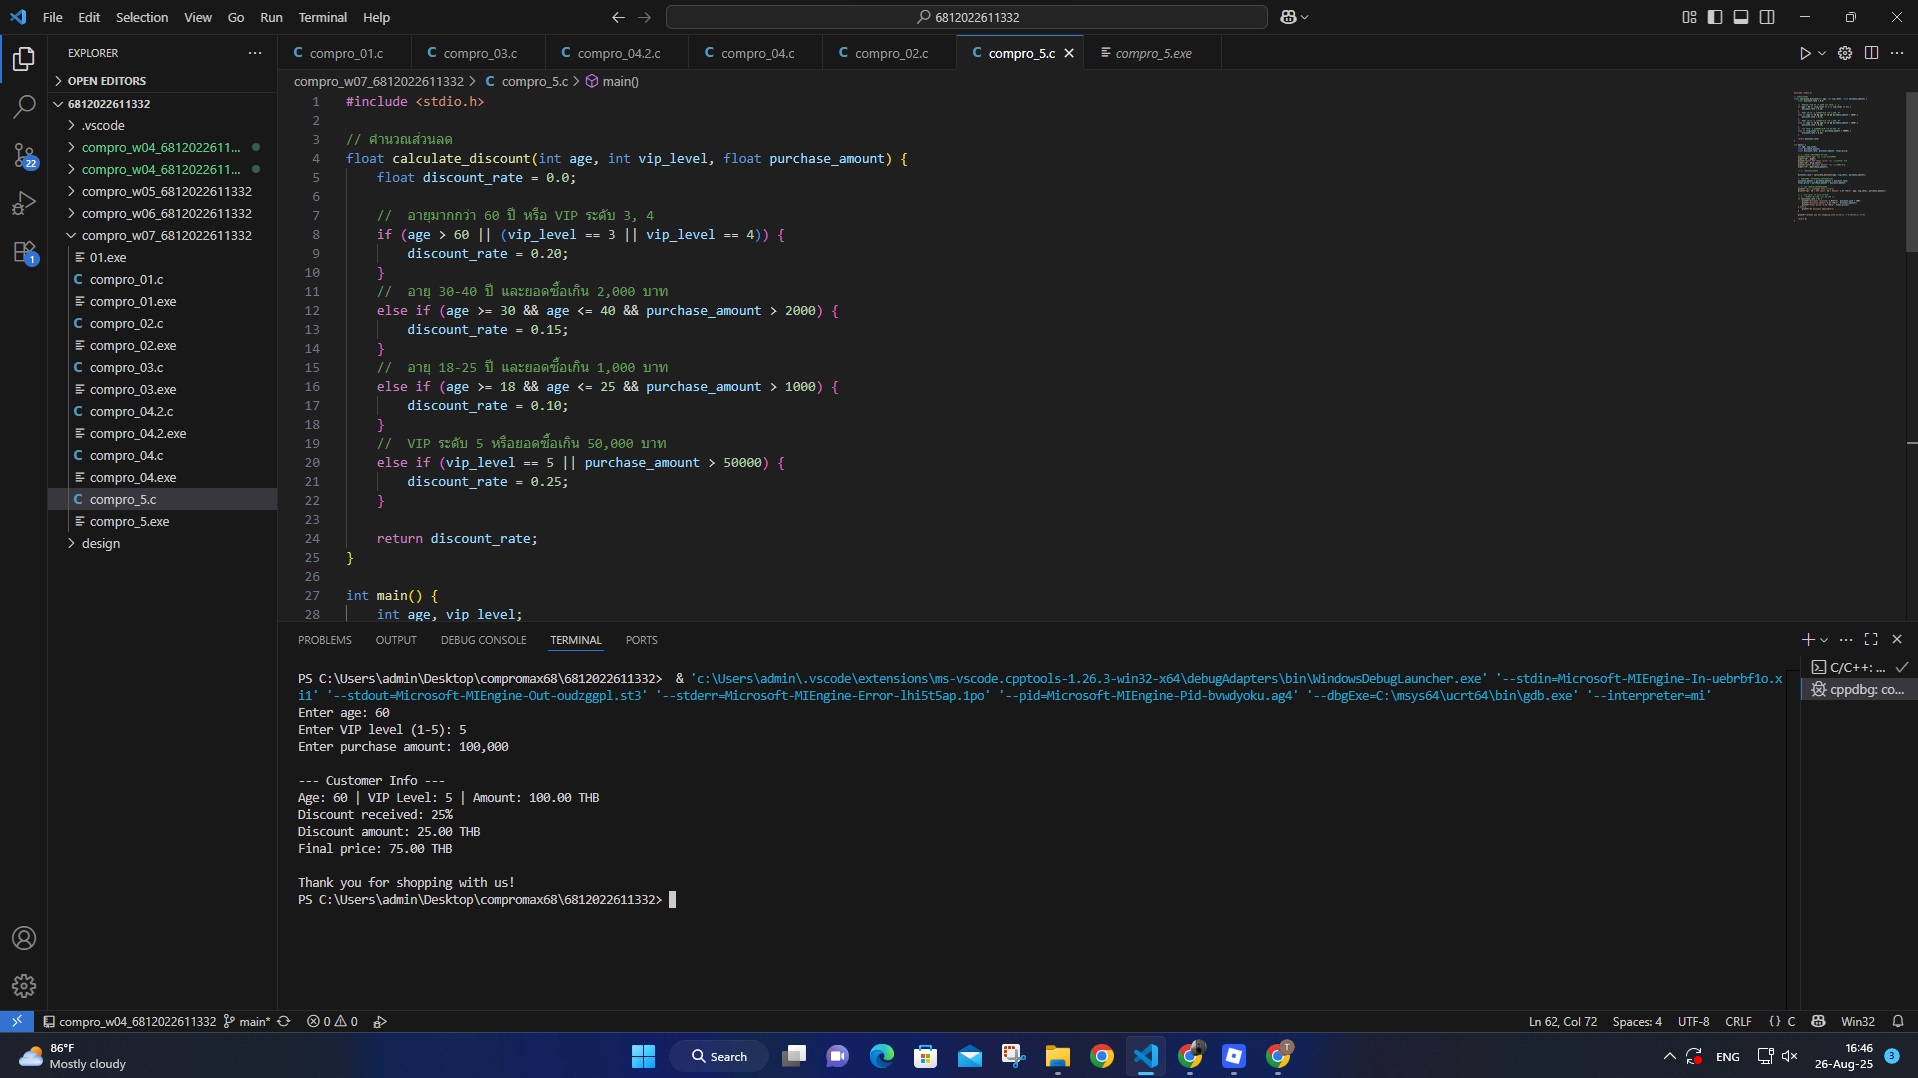 File Edit Selection View Go Run Terminal Help
6812022611332
EXPLORER
OPEN EDITORS
6812022611332
.vscode
compro_w04_6812022611...
compro_w04_6812022611...
compro_w05_6812022611332
compro_w06_6812022611332
compro_w07_6812022611332
01.exe
compro_01.c
compro_01.exe
compro_02.c
compro_02.exe
compro_03.c
compro_03.exe
compro_04.2.c
compro_04.2.exe
compro_04.c
compro_04.exe
compro_5.c
compro_5.exe
design
22
1
compro_01.c compro_03.c compro_04.2.c compro_04.c compro_02.c compro_5.c compro_5.exe
compro_w07_6812022611332 > C compro_5.c > main()
1 #include <stdio.h>
2
3 // คำนวณส่วนลด
4 float calculate_discount(int age, int vip_level, float purchase_amount) {
5 float discount_rate = 0.0;
6
7 // อายุมากกว่า 60 ปี หรือ VIP ระดับ 3, 4
8 if (age > 60 || (vip_level == 3 || vip_level == 4)) {
9 discount_rate = 0.20;
10 }
11 // อายุ 30-40 ปี และยอดซื้อเกิน 2,000 บาท
12 else if (age >= 30 && age <= 40 && purchase_amount > 2000) {
13 discount_rate = 0.15;
14 }
15 // อายุ 18-25 ปี และยอดซื้อเกิน 1,000 บาท
16 else if (age >= 18 && age <= 25 && purchase_amount > 1000) {
17 discount_rate = 0.10;
18 }
19 // VIP ระดับ 5 หรือยอดซื้อเกิน 50,000 บาท
20 else if (vip_level == 5 || purchase_amount > 50000) {
21 discount_rate = 0.25;
22 }
23
24 return discount_rate;
25 }
26
27 int main() {
28 int age, vip_level;
PROBLEMS OUTPUT DEBUG CONSOLE TERMINAL PORTS
PS C:\Users\admin\Desktop\compromax68\6812022611332> & 'c:\Users\admin\.vscode\extensions\ms-vscode.cpptools-1.26.3-win32-x64\debugAdapters\bin\WindowsDebugLauncher.exe' '--stdin=Microsoft-MIEngine-In-uebrbf1o.x
i1' '--stdout=Microsoft-MIEngine-Out-oudzggpl.st3' '--stderr=Microsoft-MIEngine-Error-lhi5t5ap.1po' '--pid=Microsoft-MIEngine-Pid-bvwdyoku.ag4' '--dbgExe=C:\msys64\ucrt64\bin\gdb.exe' '--interpreter=mi'
Enter age: 60
Enter VIP level (1-5): 5
Enter purchase amount: 100,000
--- Customer Info ---
Age: 60 | VIP Level: 5 | Amount: 100.00 THB
Discount received: 25%
Discount amount: 25.00 THB
Final price: 75.00 THB
Thank you for shopping with us!
PS C:\Users\admin\Desktop\compromax68\6812022611332>
C/C++: ...
cppdbg: co...
compro_w04_6812022611332 main* 0 0
Ln 62, Col 72 Spaces: 4 UTF-8 CRLF {} C Win32
86°F
Mostly cloudy
Search
T
ENG
16:46
26-Aug-25
3